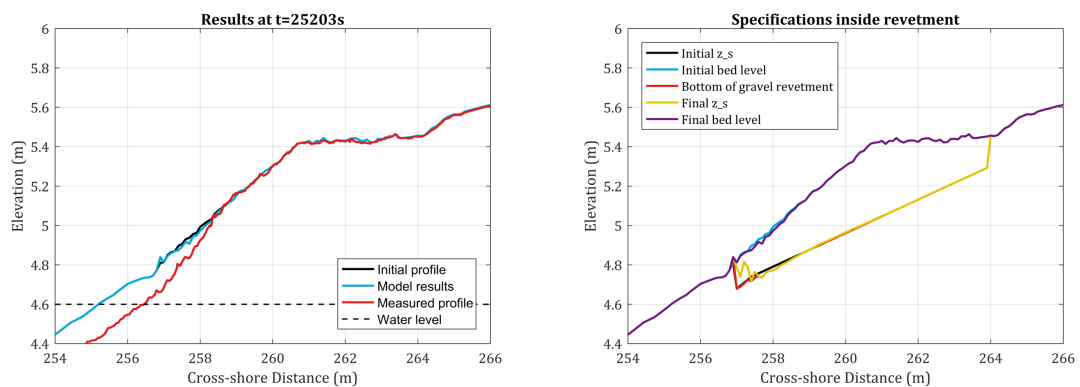 Results at t=25203s
6
5.8
5.6
5.4
5.2
5
4.8
4.6
4.4
Elevation (m)
Initial profile
Model results
Measured profile
Water level
254
256
258
260
262
264
266
Cross-shore Distance (m)
Specifications inside revetment
6
5.8
5.6
5.4
5.2
5
4.8
4.6
4.4
Elevation (m)
Initial z_s
Initial bed level
Bottom of gravel revetment
Final z_s
Final bed level
254
256
258
260
262
264
266
Cross-shore Distance (m)